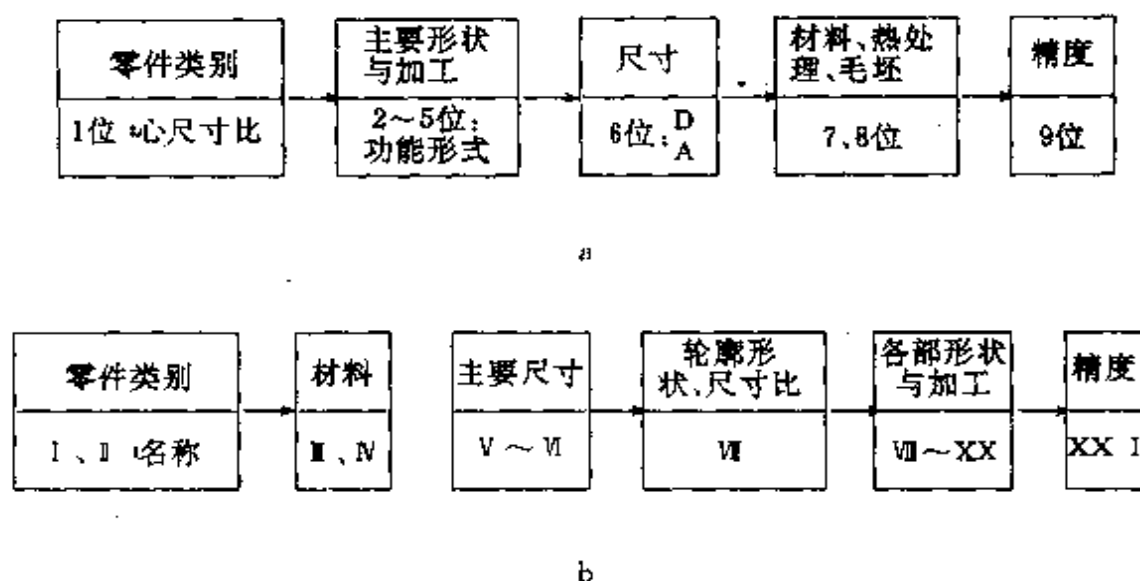 零件类别
1位 心尺寸比
主要形状
与加工
2～5位:
功能形式
尺寸
6位: D
A
材料、热处
理、毛坯
7、8位
精度
9位
a
零件类别
Ⅰ、Ⅱ 名称
材料
Ⅲ、Ⅳ
主要尺寸
Ⅴ～Ⅵ
轮廓形
状、尺寸比
Ⅶ
各部形状
与加工
Ⅷ～XX
精度
XX Ⅰ
b